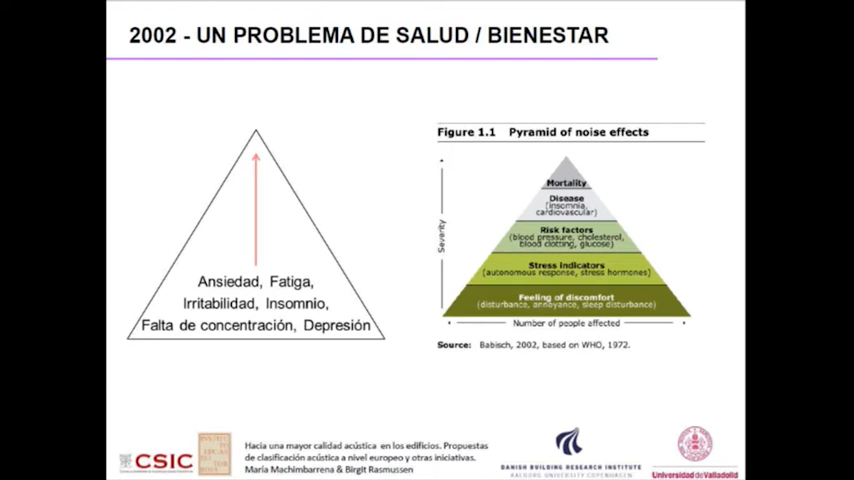 2002 - UN PROBLEMA DE SALUD / BIENESTAR
Ansiedad, Fatiga,
Irritabilidad, Insomnio,
Falta de concentración, Depresión
Figure 1.1 Pyramid of noise effects
Severity
Mortality
Disease
(insomnia,
cardiovascular)
Risk factors
(blood pressure, cholesterol,
blood clotting, glucose)
Stress indicators
(autonomous response, stress hormones)
Feeling of discomfort
(disturbance, annoyance, sleep disturbance)
Number of people affected
Source: Babisch, 2002, based on WHO, 1972.
CSIC
Hacia una mayor calidad acústica en los edificios. Propuestas
de clasificación acústica a nivel europeo y otras iniciativas.
María Machimbarrena & Birgit Rasmussen
DANISH BUILDING RESEARCH INSTITUTE
AALBORG UNIVERSITY COPENHAGEN
Universidad de Valladolid